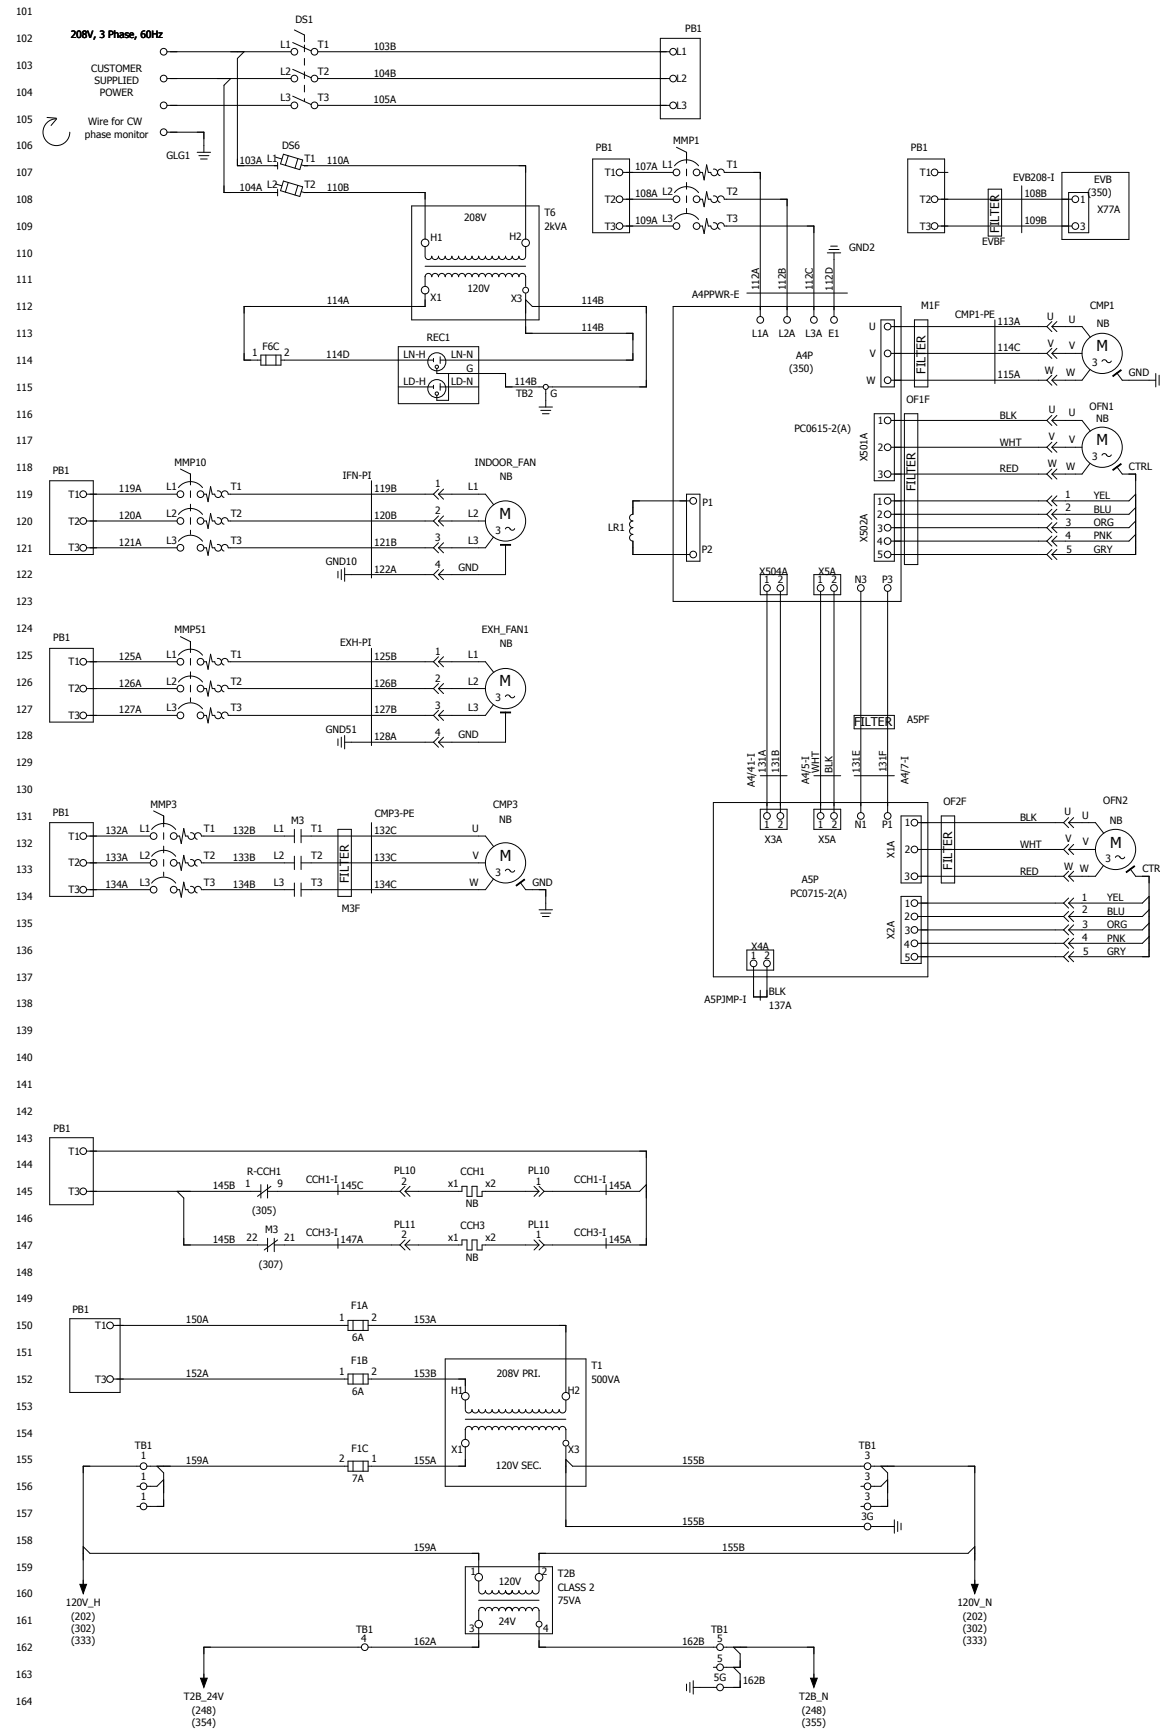 101
DS1
102
208V, 3 Phase, 60Hz
PB1
L1 T1 103B L1
103
CUSTOMER
SUPPLIED
POWER
L2 T2 104B L2
104
L3 T3 105A L3
105
Wire for CW
phase monitor
106
GLG1
DS6
MMP1
PB1
PB1
103A L1 T1 110A
107
T1 107A L1 T1
T1
EVB208-I
EVB
(350)
104A L2 T2 110B
108
T2 108A L2 T2
T2 FILTER 108B 1
X77A
208V
T6
2kVA
109
T3 109A L3 T3
T3 109B 3
EVBF
H1 H2
110
GND2
111
120V
112A 112B 112C 112D
X1 X3
A4PPWR-E
112
114A 114B
L1A L2A L3A E1
M1F
CMP1-PE
CMP1
NB
U 113A U U
113
114B
REC1
A4P
(350)
FILTER
V 114C V V
M
3 ~
114
F6C
1 2 114D LN-H LN-N
G
W 115A W W
GND
115
LD-H LD-N
114B
TB2 G
OF1F
OFN1
NB
116
1 BLK U U
PC0615-2(A)
X501A
117
2 WHT V V
M
3 ~
118
PB1
MMP10
INDOOR_FAN
NB
3 FILTER RED W W
CTRL
119
T1 119A L1 T1
IFN-PI
119B 1 L1
1 1 YEL
P1
X502A
2 2 BLU
120
T2 120A L2 T2 120B 2 L2
M
3 ~
LR1
3 3 ORG
4 4 PNK
121
T3 121A L3 T3 121B 3 L3
P2
5 5 GRY
122
GND10
122A 4 GND
X504A
1 2
X5A
1 2
N3 P3
123
124
PB1
MMP51
EXH_FAN1
NB
125
T1 125A L1 T1
EXH-PI
125B 1 L1
126
T2 126A L2 T2 126B 2 L2
M
3 ~
127
T3 127A L3 T3 127B 3 L3
FILTER A5PF
128
GND51
128A 4 GND
129
A4/41-I 131A 131B
A4/5-I WHT BLK
131E 131F A4/7-I
130
131
PB1
MMP3
CMP3
NB
OF2F
OFN2
NB
132
T1 132A L1 T1 132B L1 M3 T1
CMP3-PE
132C U
1 2
X3A
1 2
X5A
N1 P1
1 BLK U U
133
T2 133A L2 T2 133B L2 T2 FILTER 133C V
M
3 ~
X1A
2 FILTER WHT V V
M
3 ~
134
T3 134A L3 T3 134B L3 T3 134C W
GND
M3F
A5P
PC0715-2(A)
3 RED W W
CTR
135
X2A
1 1 YEL
2 2 BLU
3 3 ORG
136
4 4 PNK
5 5 GRY
X4A
1 2
137
A5PJMP-I
BLK
137A
138
139
140
141
142
143
PB1
T1
144
145
T3 145B
R-CCH1
1 9
(305)
CCH1-I
145C
PL10
2
CCH1
x1 x2
NB
PL10
1
CCH1-I
145A
146
147
145B
M3
22 21
(307)
CCH3-I
147A
PL11
2
CCH3
x1 x2
NB
PL11
1
CCH3-I
145A
148
149
PB1
150
T1 150A
F1A
1 2
6A
153A
151
152
T3 152A
F1B
1 2
6A
153B
208V PRI.
T1
500VA
H1 H2
153
154
TB1
1
1
1
155
159A
F1C
2 1
7A
155A
X1 X3
120V SEC.
155B
TB1
3
3
3
3G
156
157
155B
158
159A 155B
159
1 2
120V
T2B
CLASS 2
75VA
160
120V_H
(202)
(302)
(333)
120V_N
(202)
(302)
(333)
161
24V
3 4
162
TB1
4
162A
162B
TB1
5
5
5G
162B
163
164
T2B_24V
(248)
(354)
T2B_N
(248)
(355)